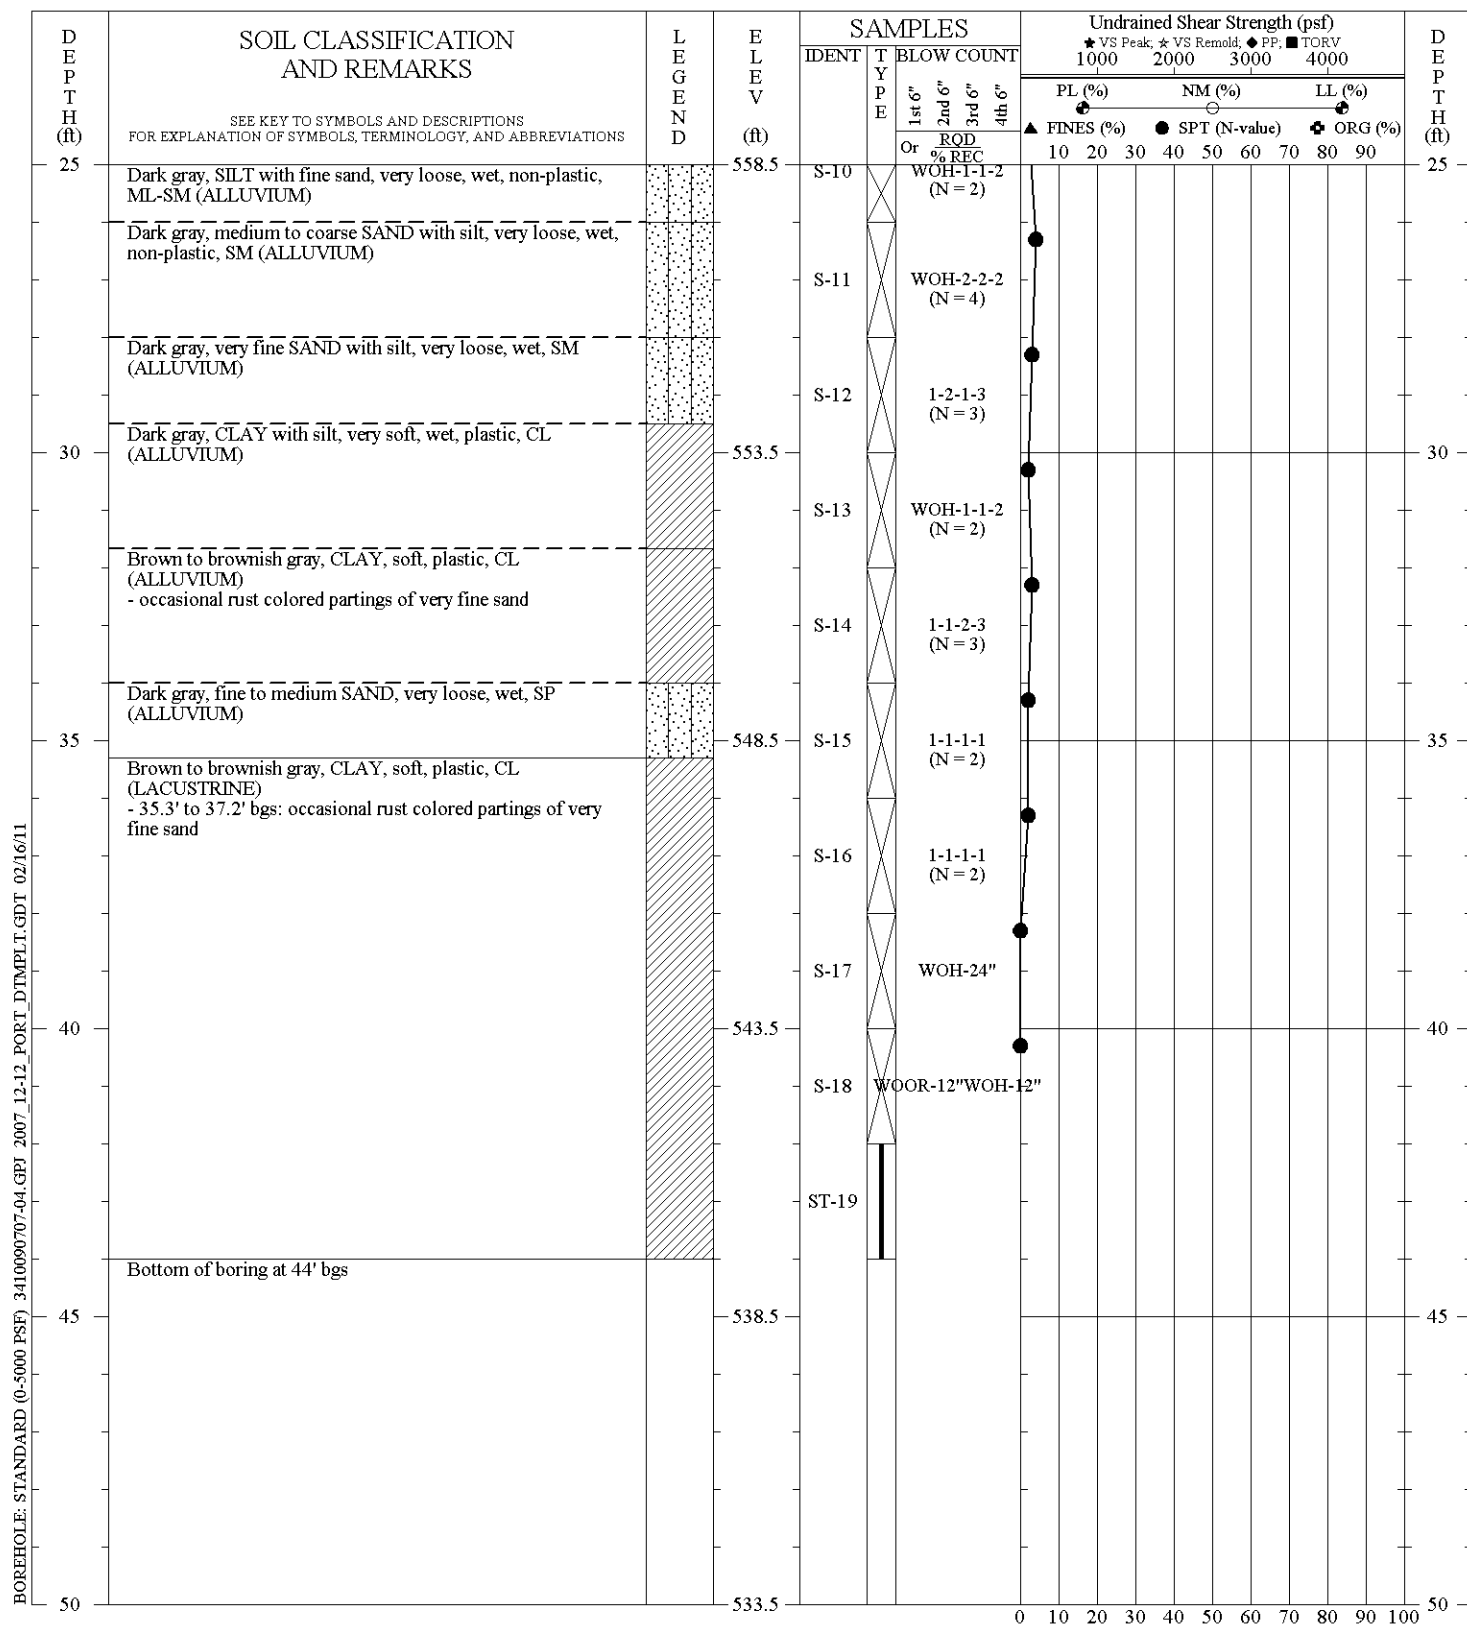 DEPTH
(ft)
SOIL CLASSIFICATION
AND REMARKS
SEE KEY TO SYMBOLS AND DESCRIPTIONS
FOR EXPLANATION OF SYMBOLS, TERMINOLOGY, AND ABBREVIATIONS
LEGEND
ELEV
(ft)
SAMPLES
IDENT
TYPE
BLOW COUNT
1st 6"
2nd 6"
3rd 6"
4th 6"
Or RQD
% REC
Undrained Shear Strength (psf)
★ VS Peak; ☆ VS Remold; ◆ PP; ■ TORV
1000 2000 3000 4000
PL (%) NM (%) LL (%)
▲ FINES (%) ● SPT (N-value) ✚ ORG (%)
10 20 30 40 50 60 70 80 90
DEPTH
(ft)
25
Dark gray, SILT with fine sand, very loose, wet, non-plastic,
ML-SM (ALLUVIUM)
558.5
S-10
WOH-1-1-2
(N = 2)
25
Dark gray, medium to coarse SAND with silt, very loose, wet,
non-plastic, SM (ALLUVIUM)
S-11
WOH-2-2-2
(N = 4)
Dark gray, very fine SAND with silt, very loose, wet, SM
(ALLUVIUM)
S-12
1-2-1-3
(N = 3)
Dark gray, CLAY with silt, very soft, wet, plastic, CL
(ALLUVIUM)
30
553.5
30
S-13
WOH-1-1-2
(N = 2)
Brown to brownish gray, CLAY, soft, plastic, CL
(ALLUVIUM)
- occasional rust colored partings of very fine sand
S-14
1-1-2-3
(N = 3)
Dark gray, fine to medium SAND, very loose, wet, SP
(ALLUVIUM)
35
548.5
S-15
1-1-1-1
(N = 2)
35
Brown to brownish gray, CLAY, soft, plastic, CL
(LACUSTRINE)
- 35.3' to 37.2' bgs: occasional rust colored partings of very
fine sand
S-16
1-1-1-1
(N = 2)
S-17
WOH-24"
40
543.5
40
S-18
WOOR-12"WOH-12"
ST-19
Bottom of boring at 44' bgs
45
538.5
45
50
533.5
50
0 10 20 30 40 50 60 70 80 90 100
BOREHOLE: STANDARD (0-5000 PSF) 3410090707-04.GPJ 2007_12-12_PORT_DTMPLT.GDT 02/16/11